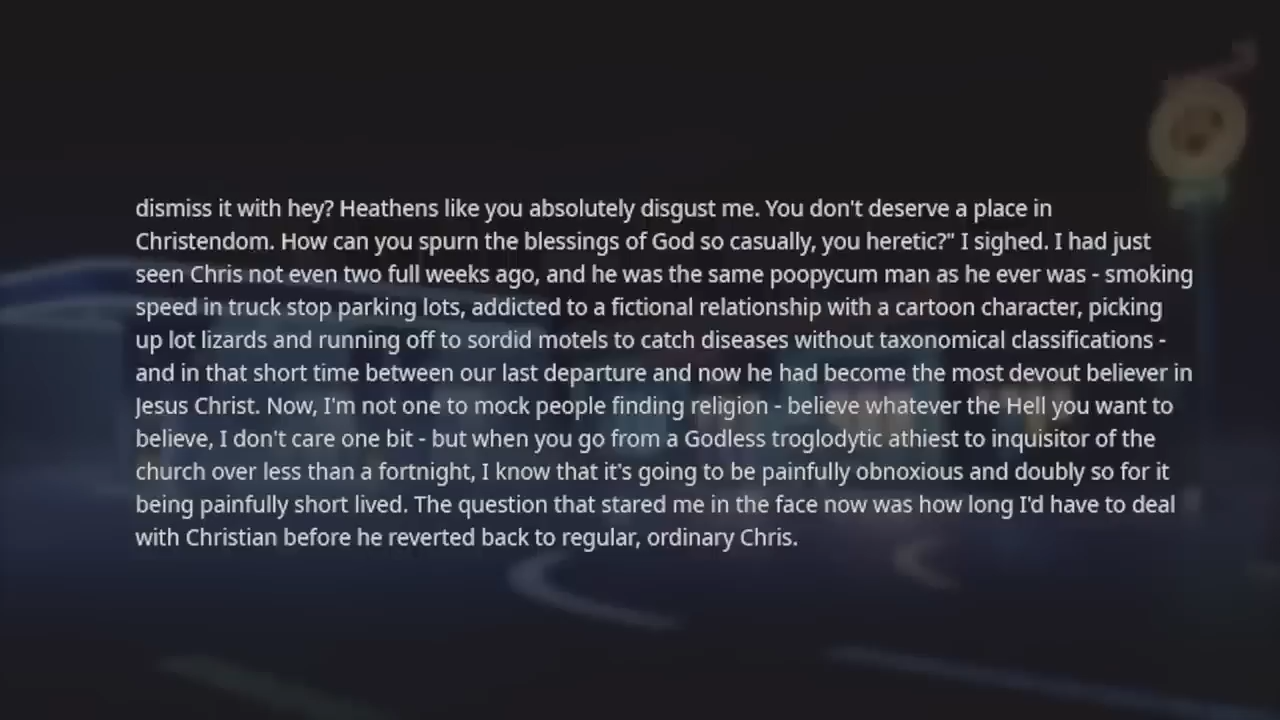 dismiss it with hey? Heathens like you absolutely disgust me. You don't deserve a place in
Christendom. How can you spurn the blessings of God so casually, you heretic?" I sighed. I had just
seen Chris not even two full weeks ago, and he was the same poopycum man as he ever was - smoking
speed in truck stop parking lots, addicted to a fictional relationship with a cartoon character, picking
up lot lizards and running off to sordid motels to catch diseases without taxonomical classifications -
and in that short time between our last departure and now he had become the most devout believer in
Jesus Christ. Now, I'm not one to mock people finding religion - believe whatever the Hell you want to
believe, I don't care one bit - but when you go from a Godless troglodytic athiest to inquisitor of the
church over less than a fortnight, I know that it's going to be painfully obnoxious and doubly so for it
being painfully short lived. The question that stared me in the face now was how long I'd have to deal
with Christian before he reverted back to regular, ordinary Chris.